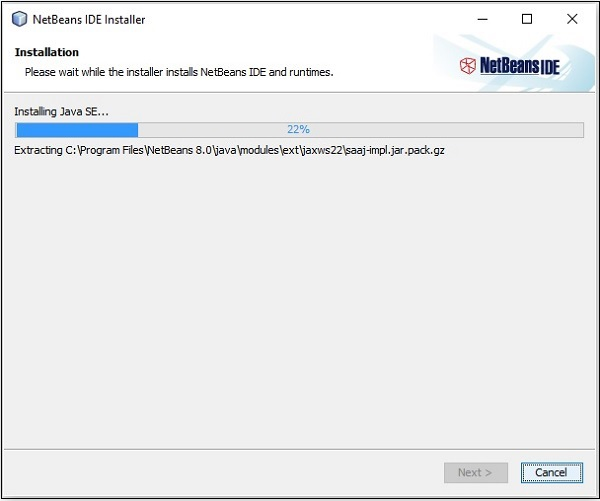 NetBeans IDE Installer
Installation
Please wait while the installer installs NetBeans IDE and runtimes.
NetBeans IDE
Installing Java SE...
22%
Extracting C:\Program Files\NetBeans 8.0\java\modules\ext\jaxws22\saaj-impl.jar.pack.gz
Next >
Cancel